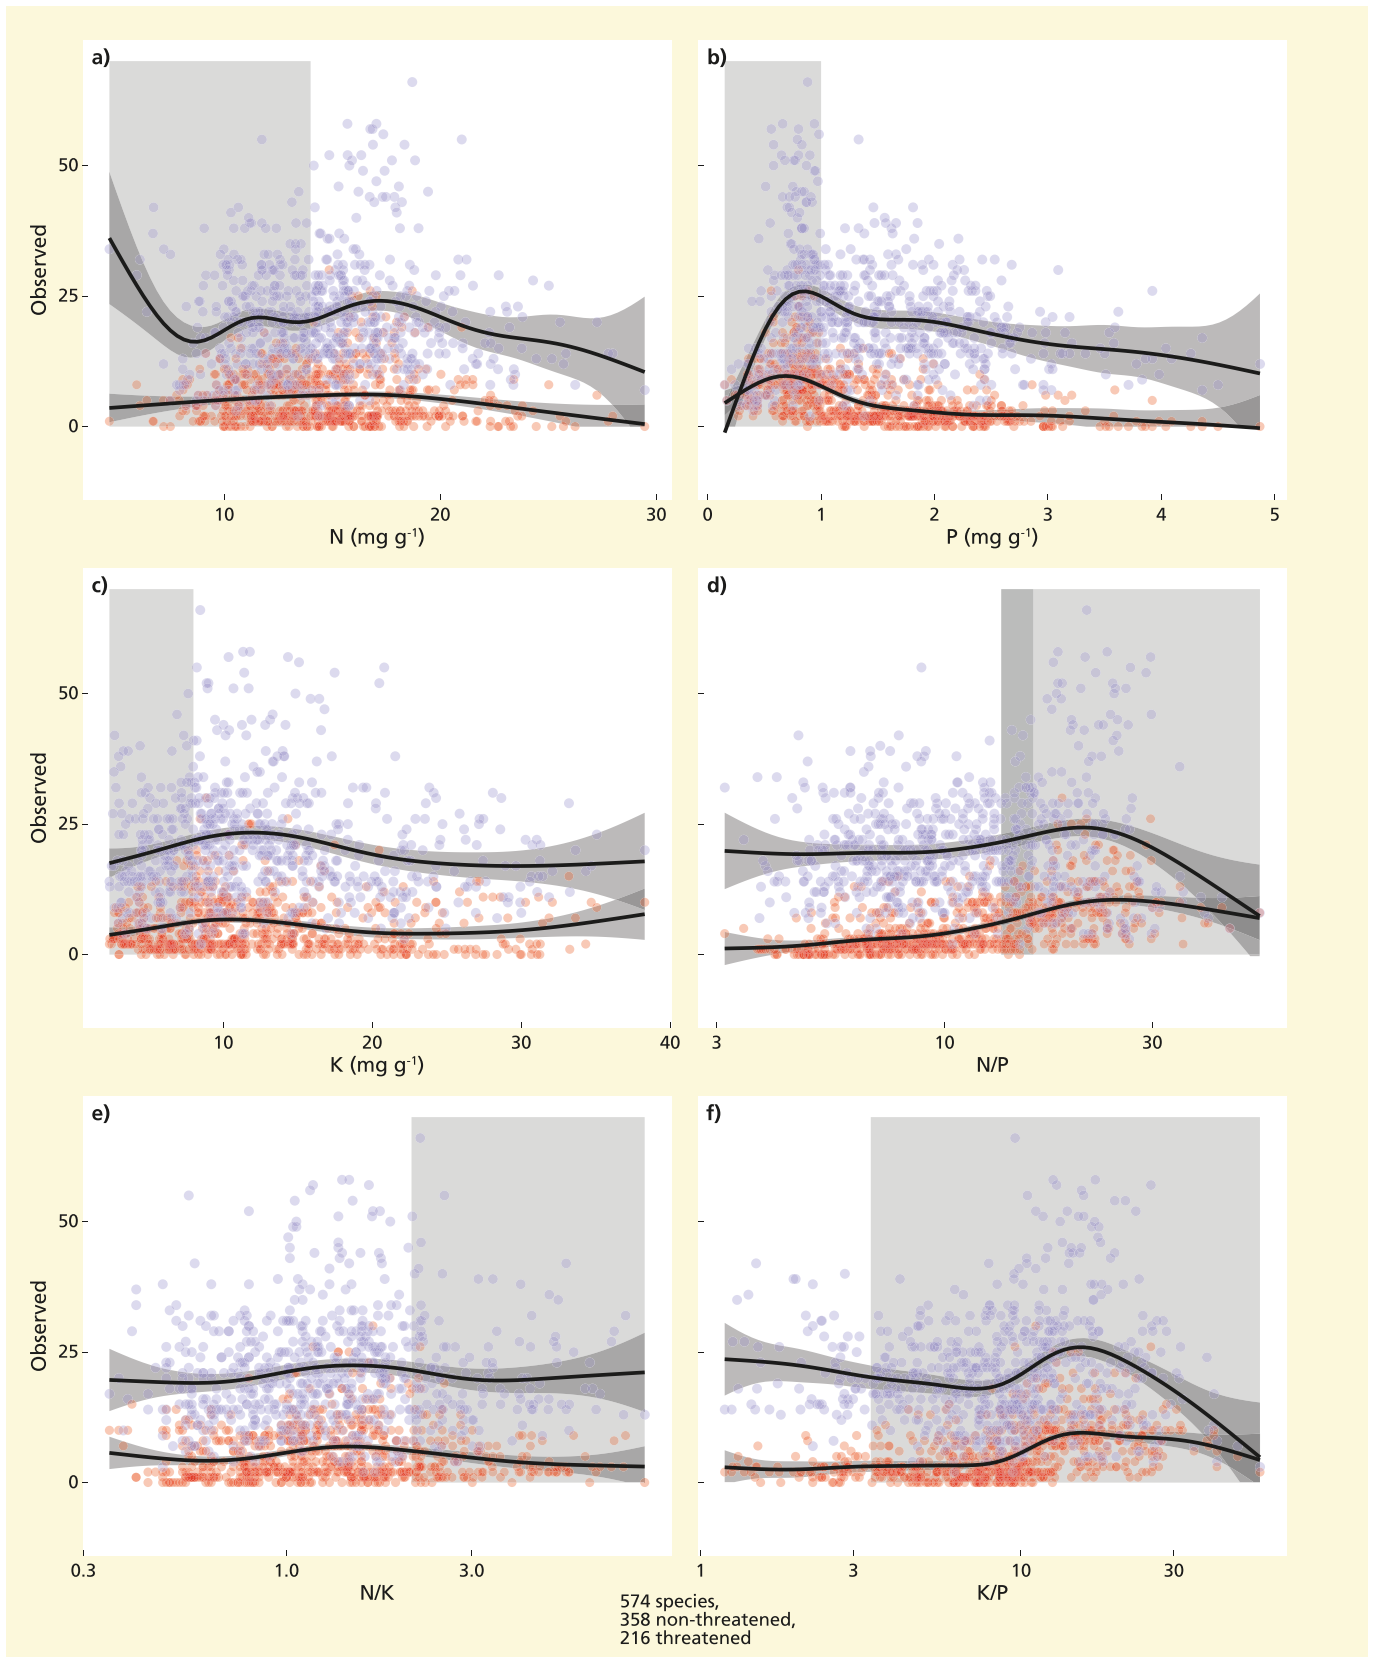 a)
b)
Observed
50
25
0
10
20
30
N (mg g-1)
0
1
2
3
4
5
P (mg g-1)
c)
d)
Observed
50
25
0
10
20
30
40
K (mg g-1)
3
10
30
N/P
e)
f)
Observed
50
25
0
0.3
1.0
3.0
N/K
1
3
10
30
K/P
574 species,
358 non-threatened,
216 threatened